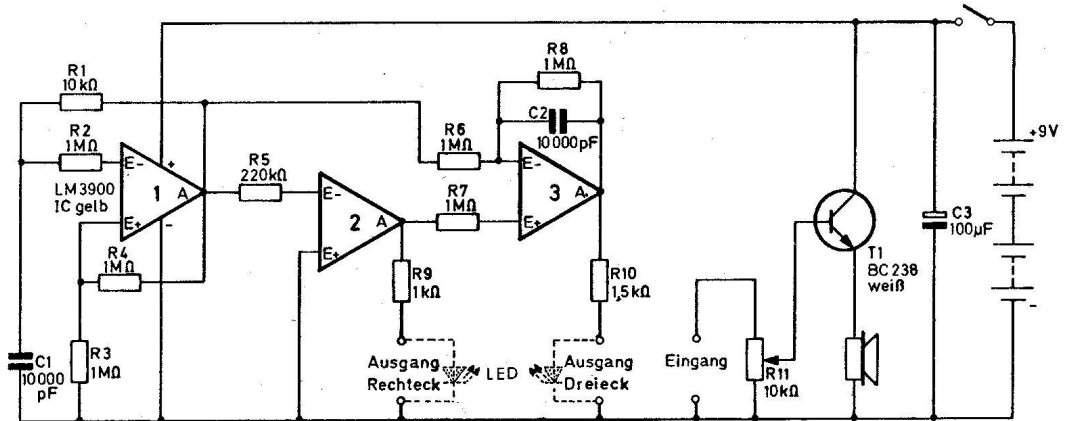 R1
10kΩ
R2
1MΩ
E-
+
LM3900
IC gelb
1
A
E+
-
R4
1MΩ
R3
1MΩ
C1
10000
pF
R5
220kΩ
E-
2
A
E+
R9
1kΩ
Ausgang
Rechteck
LED
R6
1MΩ
R7
1MΩ
R8
1MΩ
C2
10000pF
E-
3
A
E+
R10
1,5kΩ
Ausgang
Dreieck
Eingang
R11
10kΩ
T1
BC 238
weiß
C3
100µF
+9V
-